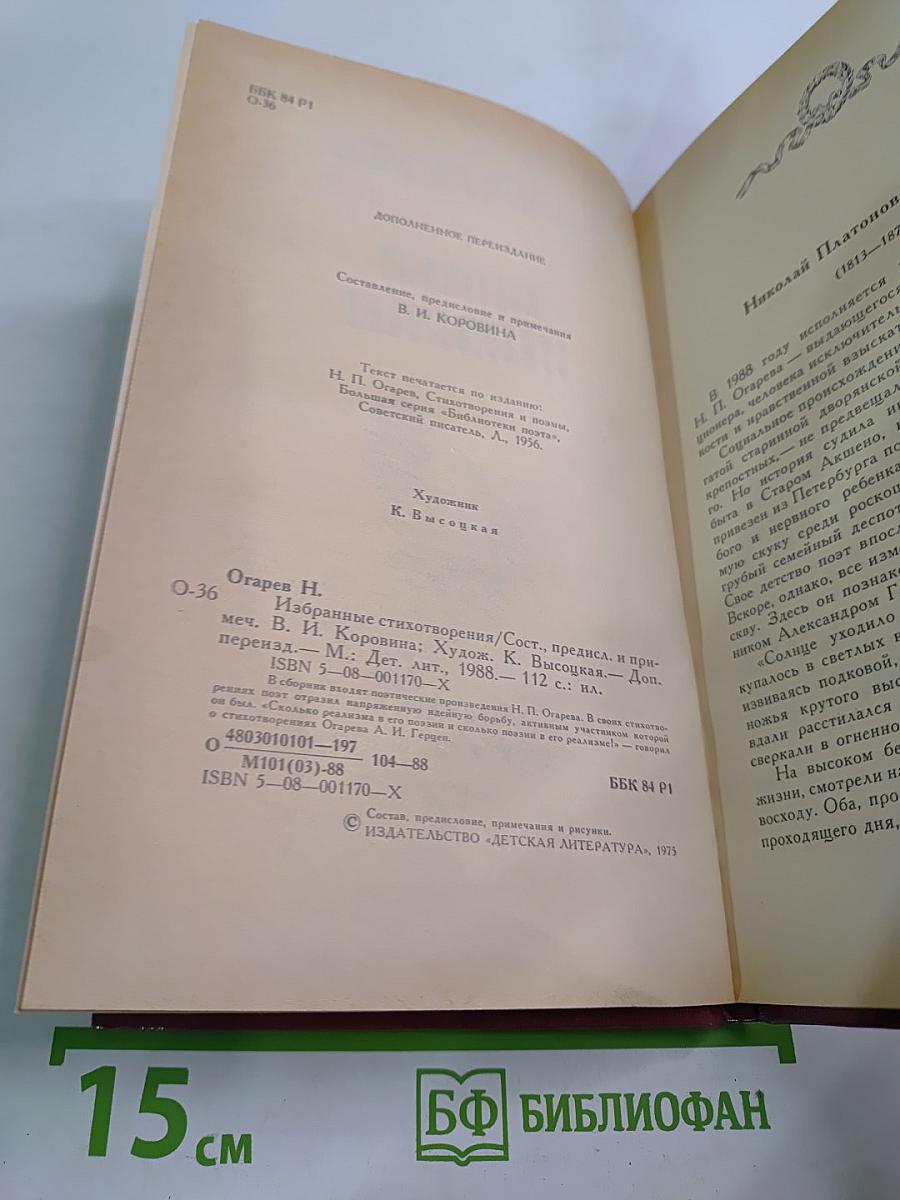 ББК 84 Р1
О-36
ДОПОЛНЕННОЕ ПЕРЕИЗДАНИЕ
Составление, предисловие и примечания
В. И. КОРОВИНА
Текст печатается по изданию:
Н. П. Огарев, Стихотворения и поэмы,
Большая серия «Библиотеки поэта»,
Советский писатель, Л., 1956.
Художник
К. Высоцкая
Огарев Н.
О-36 Избранные стихотворения/Сост., предисл. и при-
меч. В. И. Коровина; Худож. К. Высоцкая.— Доп.
переизд.— М.: Дет. лит., 1988.— 112 с.: ил.
ISBN 5—08—001170—X
В сборник входят поэтические произведения Н. П. Огарева. В своих стихотво-
рениях поэт отразил напряженную идейную борьбу, активным участником которой
он был. «Сколько реализма в его поэзии и сколько поэзии в его реализме!» — говорил
о стихотворениях Огарева А. И. Герцен.
О 4803010101—197
М101(03)-88 104—88
ISBN 5—08—001170—X
ББК 84 Р1
© Состав, предисловие, примечания и рисунки.
ИЗДАТЕЛЬСТВО «ДЕТСКАЯ ЛИТЕРАТУРА», 1975
Николай Платонов
(1813—187
В 1988 году исполняется
Н. П. Огарева — выдающегося
ционера, человека исключитель
кости и нравственной взыскат
Социальное происхождени
гатой старинной дворянской
крепостных,— не предвещал
го. Но история судила и
быта в Старом Акшено,
привезен из Петербурга по
бого и нервного ребенка
мую скуку среди роскош
грубый семейный деспот
Свое детство поэт впосл
Вскоре, однако, все изме
скву. Здесь он познако
ником Александром Г
«Солнце уходило
купалось в светлых в
извиваясь подковой,
ножья крутого выс
вдали расстилался
сверкали в огненно
На высоком бе
жизни, смотрели на
восходу. Оба, про
проходящего дня,
15 см
БФ БИБЛИОФАН